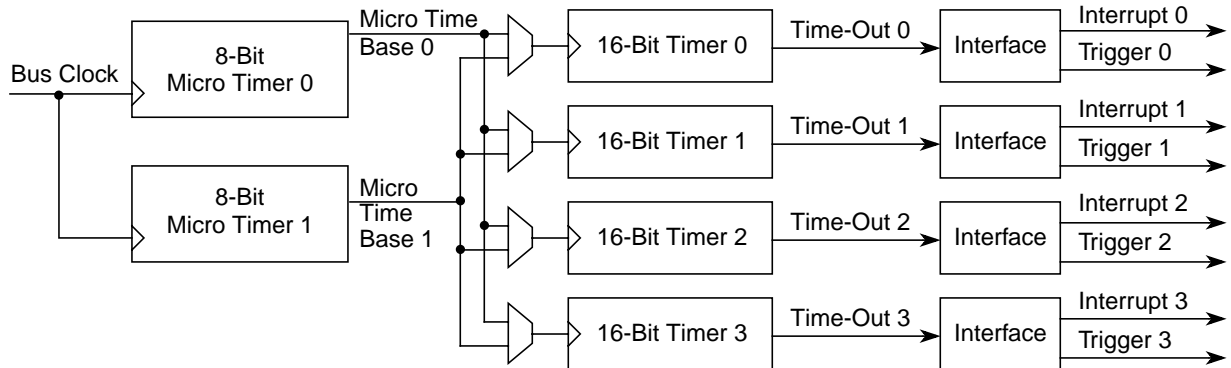 Bus Clock
8-Bit
Micro Timer 0
Micro Time
Base 0
8-Bit
Micro Timer 1
Micro
Time
Base 1
16-Bit Timer 0
Time-Out 0
Interface
Interrupt 0
Trigger 0
16-Bit Timer 1
Time-Out 1
Interface
Interrupt 1
Trigger 1
16-Bit Timer 2
Time-Out 2
Interface
Interrupt 2
Trigger 2
16-Bit Timer 3
Time-Out 3
Interface
Interrupt 3
Trigger 3